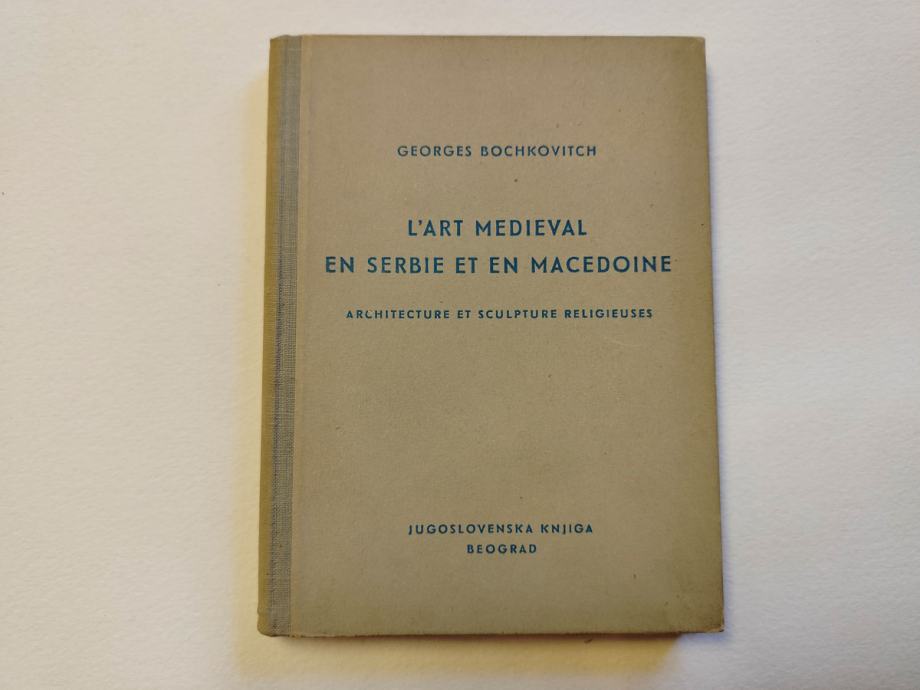 GEORGES BOCHKOVITCH
L'ART MEDIEVAL
EN SERBIE ET EN MACEDOINE
ARCHITECTURE ET SCULPTURE RELIGIEUSES
JUGOSLOVENSKA KNJIGA
BEOGRAD